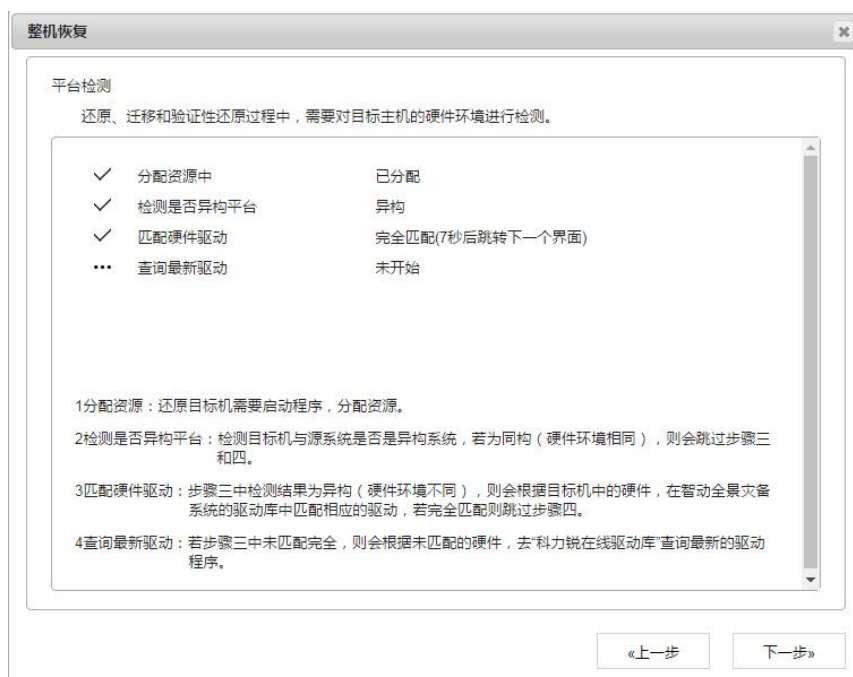 整机恢复
平台检测
还原、迁移和验证性还原过程中，需要对目标主机的硬件环境进行检测。
分配资源中 已分配
检测是否异构平台 异构
匹配硬件驱动 完全匹配(7秒后跳转下一个界面)
查询最新驱动 未开始
1分配资源：还原目标机需要启动程序，分配资源。
2检测是否异构平台：检测目标机与源系统是否是异构系统，若为同构（硬件环境相同），则会跳过步骤三
和四。
3匹配硬件驱动：步骤三中检测结果为异构（硬件环境不同），则会根据目标机中的硬件，在智动全景灾备
系统的驱动库中匹配相应的驱动，若完全匹配则跳过步骤四。
4查询最新驱动：若步骤三中未匹配完全，则会根据未匹配的硬件，去“科力锐在线驱动库”查询最新的驱动
程序。
«上一步 下一步»